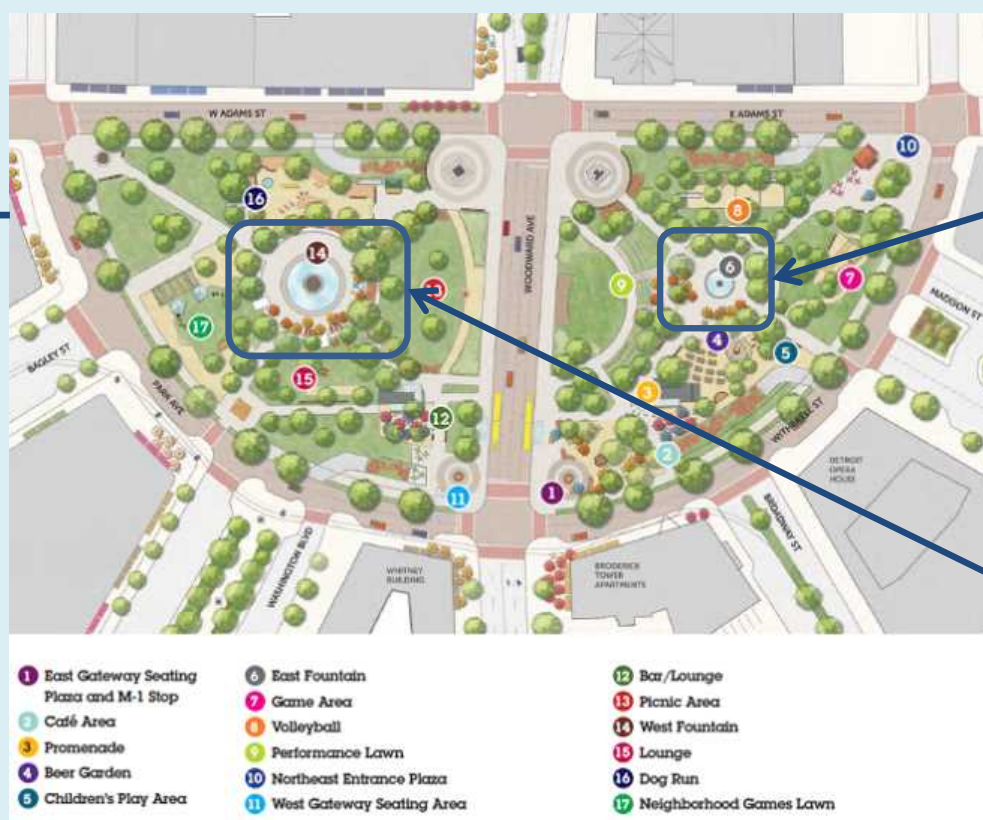 W ADAMS ST
E ADAMS ST
10
16
8
14
6
WOODWARD AVE
9
7
MADISON ST
17
4
BAGLEY ST
5
15
3
PARK AVE
12
WITHERELL ST
2
DETROIT
OPERA
HOUSE
11
1
BROADWAY ST
WASHINGTON BLVD
WHITNEY
BUILDING
BRODERICK
TOWER
APARTMENTS
1 East Gateway Seating
Plaza and M-1 Stop
2 Café Area
3 Promenade
4 Beer Garden
5 Children's Play Area
6 East Fountain
7 Game Area
8 Volleyball
9 Performance Lawn
10 Northeast Entrance Plaza
11 West Gateway Seating Area
12 Bar/Lounge
13 Picnic Area
14 West Fountain
15 Lounge
16 Dog Run
17 Neighborhood Games Lawn